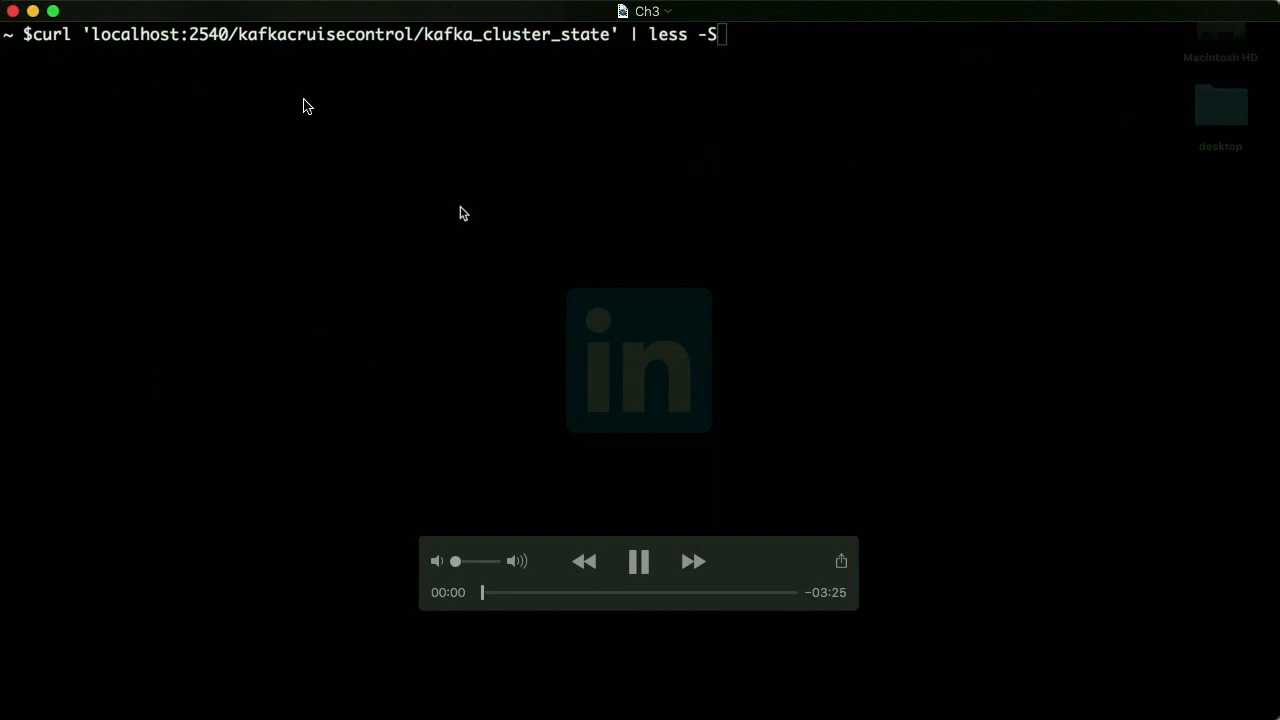 Ch3
~ $curl 'localhost:2540/kafkacruisecontrol/kafka_cluster_state' | less -S
Macintosh HD
desktop
in
00:00
-03:25